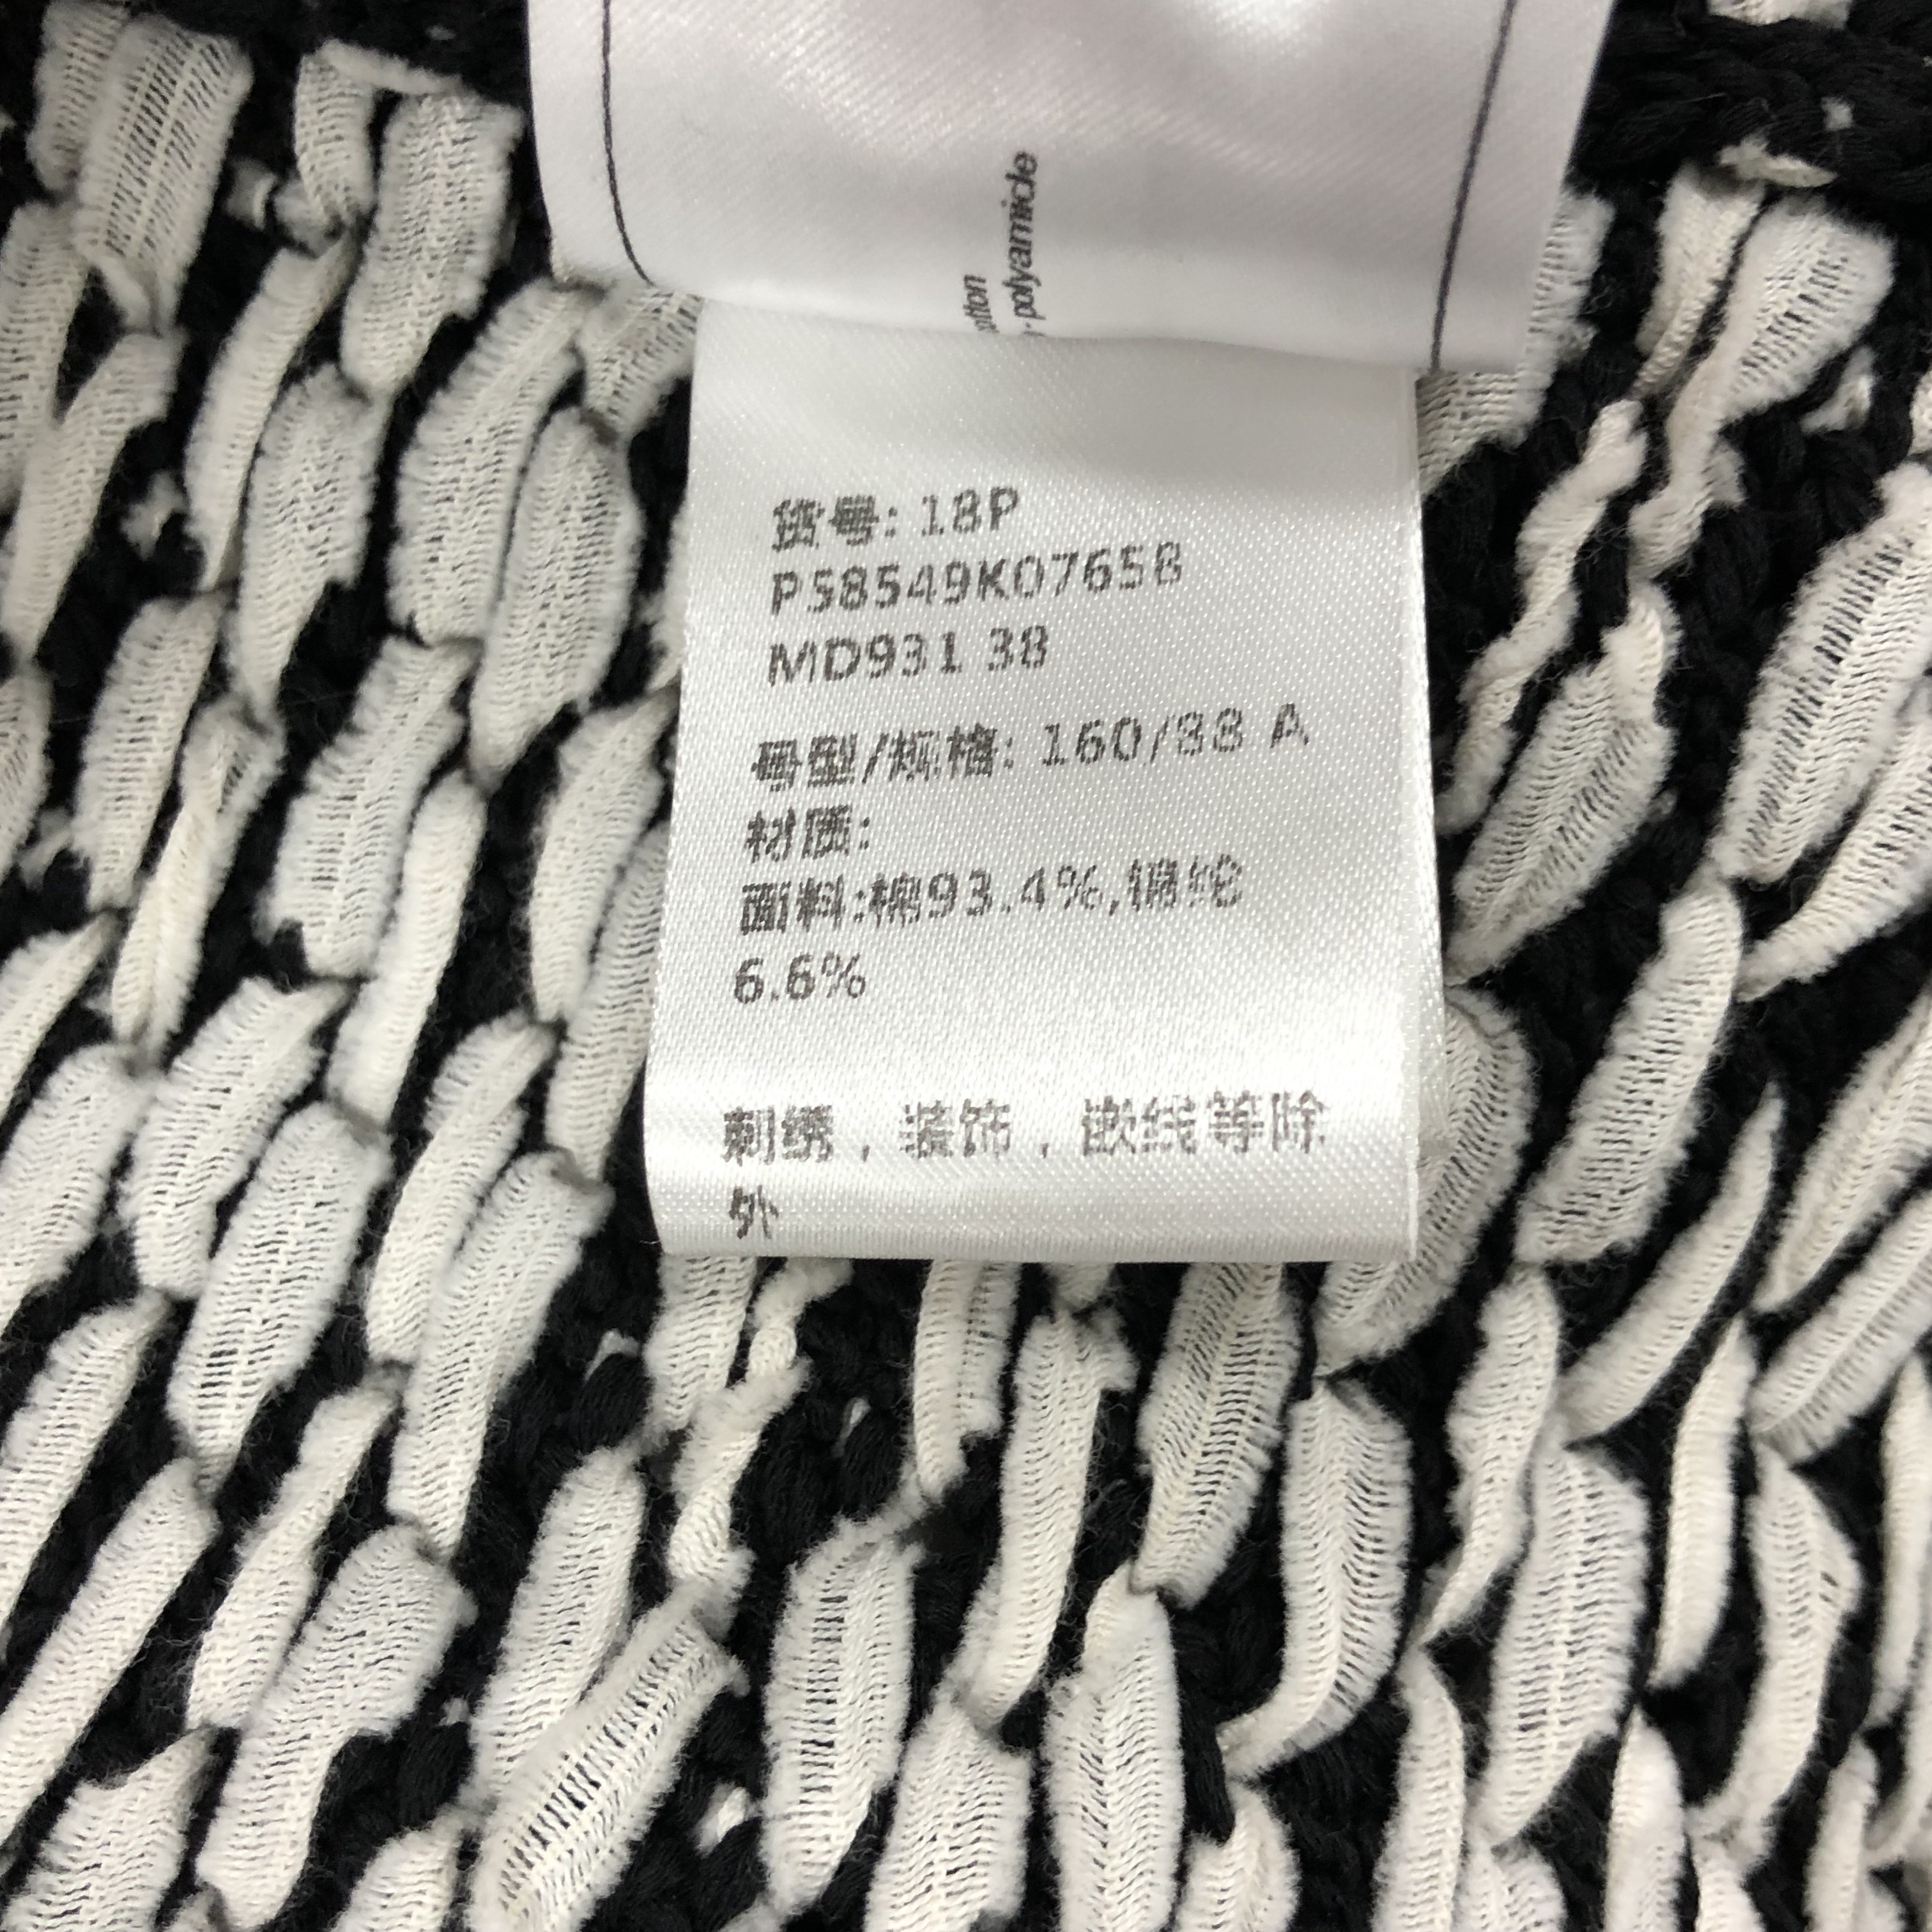 polyamide
货号: 18P
P58549K07658
MD931 38
号型/规格: 160/88 A
材质:
面料:棉93.4%,锦纶
6.6%
刺绣，装饰，嵌线等除
外